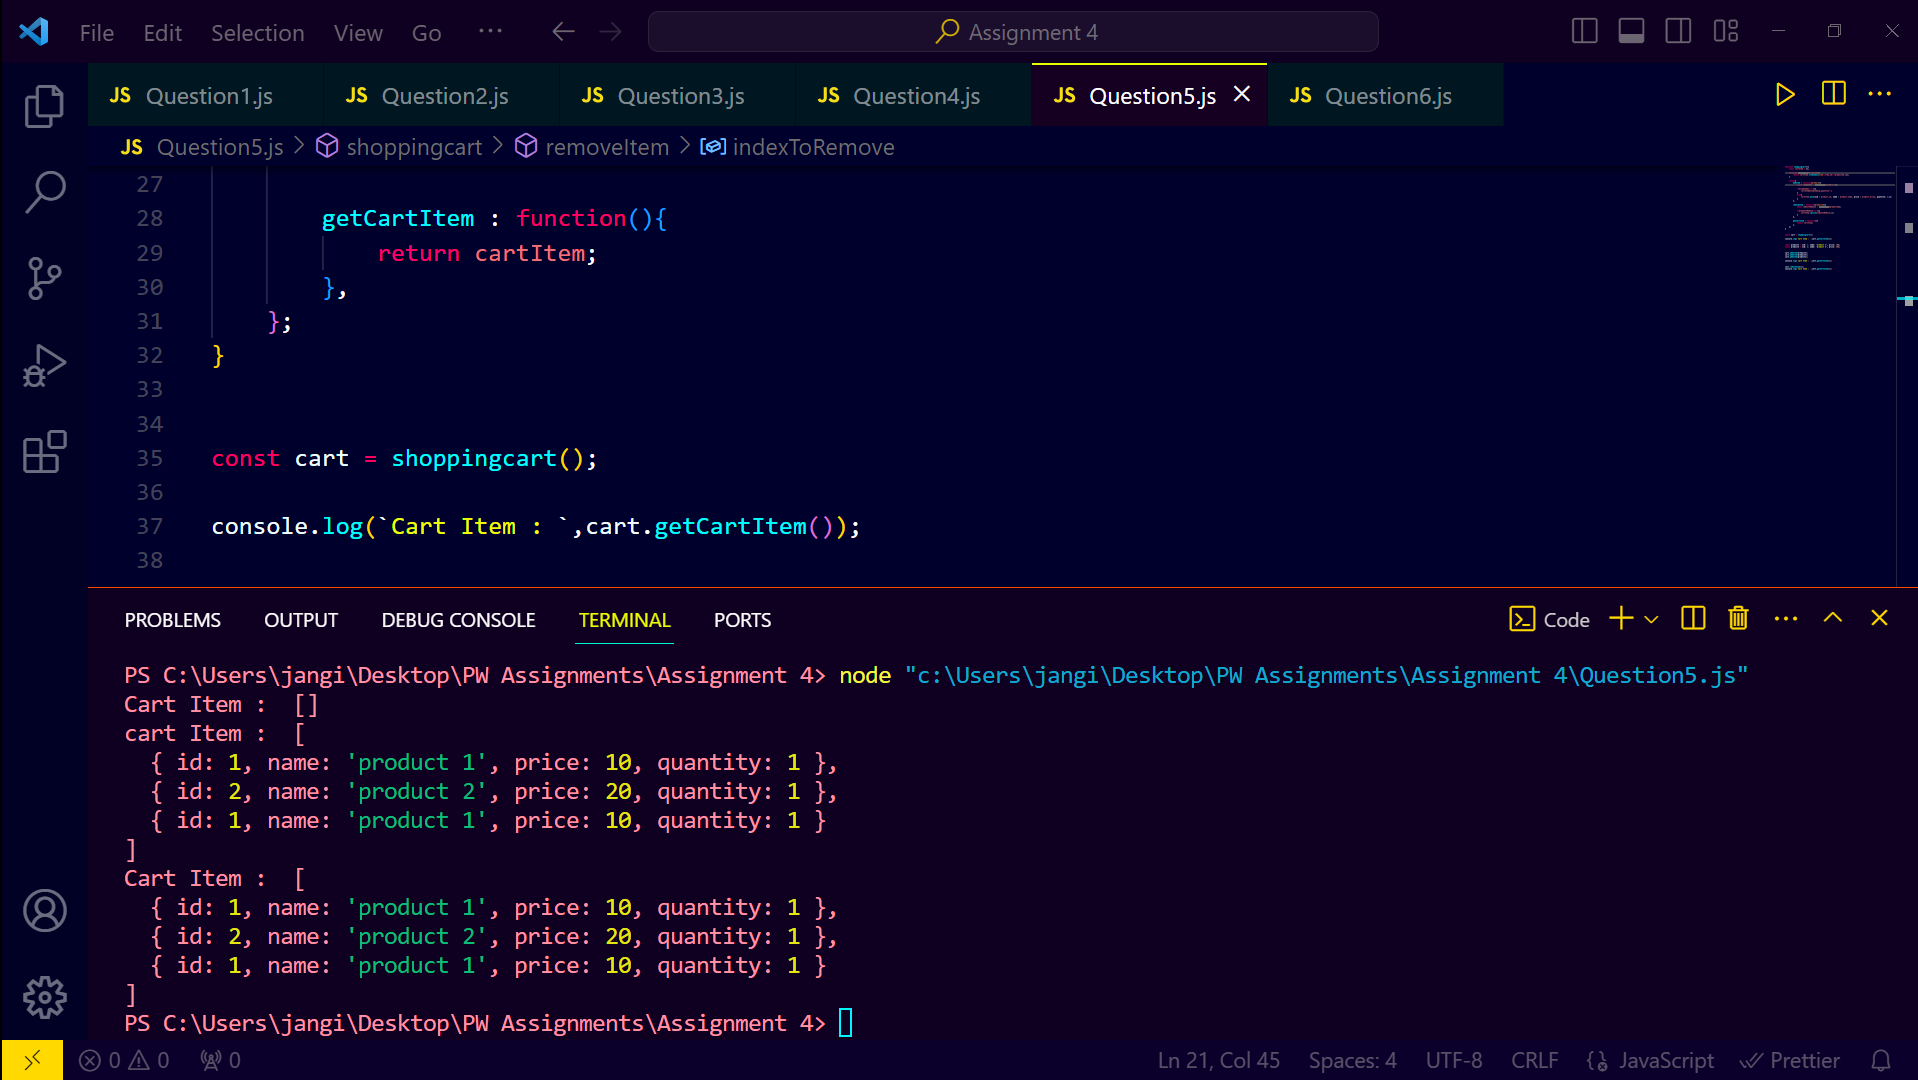 File Edit Selection View Go ··· Assignment 4
JS Question1.js JS Question2.js JS Question3.js JS Question4.js JS Question5.js JS Question6.js
JS Question5.js > shoppingcart > removeItem > indexToRemove
27
28 getCartItem : function(){
29 return cartItem;
30 },
31 };
32 }
33
34
35 const cart = shoppingcart();
36
37 console.log(`Cart Item : `,cart.getCartItem());
38
PROBLEMS OUTPUT DEBUG CONSOLE TERMINAL PORTS Code
PS C:\Users\jangi\Desktop\PW Assignments\Assignment 4> node "c:\Users\jangi\Desktop\PW Assignments\Assignment 4\Question5.js"
Cart Item :  []
cart Item :  [
  { id: 1, name: 'product 1', price: 10, quantity: 1 },
  { id: 2, name: 'product 2', price: 20, quantity: 1 },
  { id: 1, name: 'product 1', price: 10, quantity: 1 }
]
Cart Item :  [
  { id: 1, name: 'product 1', price: 10, quantity: 1 },
  { id: 2, name: 'product 2', price: 20, quantity: 1 },
  { id: 1, name: 'product 1', price: 10, quantity: 1 }
]
PS C:\Users\jangi\Desktop\PW Assignments\Assignment 4>
0 0 0 Ln 21, Col 45 Spaces: 4 UTF-8 CRLF JavaScript Prettier